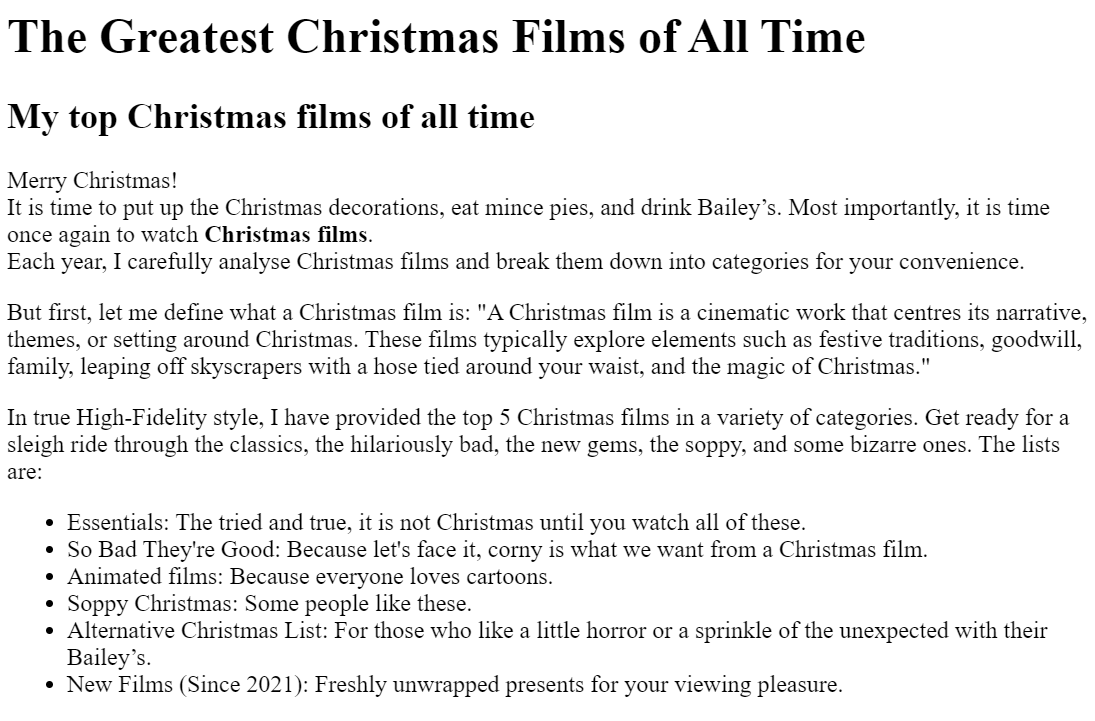 The Greatest Christmas Films of All Time
My top Christmas films of all time
Merry Christmas!
It is time to put up the Christmas decorations, eat mince pies, and drink Bailey’s. Most importantly, it is time
once again to watch Christmas films.
Each year, I carefully analyse Christmas films and break them down into categories for your convenience.
But first, let me define what a Christmas film is: "A Christmas film is a cinematic work that centres its narrative,
themes, or setting around Christmas. These films typically explore elements such as festive traditions, goodwill,
family, leaping off skyscrapers with a hose tied around your waist, and the magic of Christmas."
In true High-Fidelity style, I have provided the top 5 Christmas films in a variety of categories. Get ready for a
sleigh ride through the classics, the hilariously bad, the new gems, the soppy, and some bizarre ones. The lists
are:
• Essentials: The tried and true, it is not Christmas until you watch all of these.
• So Bad They're Good: Because let's face it, corny is what we want from a Christmas film.
• Animated films: Because everyone loves cartoons.
• Soppy Christmas: Some people like these.
• Alternative Christmas List: For those who like a little horror or a sprinkle of the unexpected with their
Bailey’s.
• New Films (Since 2021): Freshly unwrapped presents for your viewing pleasure.